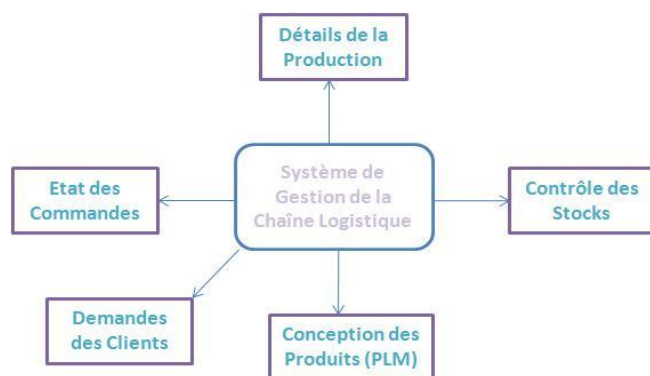 Détails de la
Production
Système de
Gestion de la
Chaîne Logistique
Etat des
Commandes
Contrôle des
Stocks
Demandes
des Clients
Conception des
Produits (PLM)